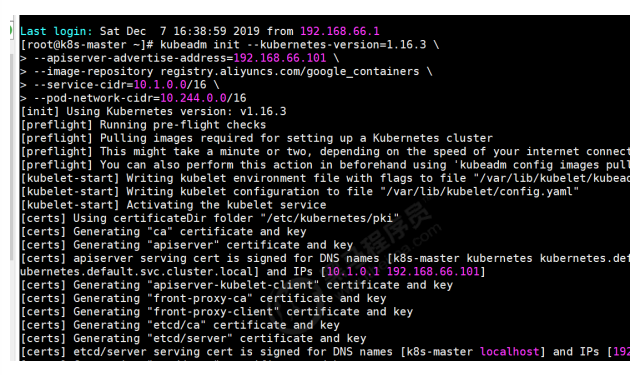 Last login: Sat Dec  7 16:38:59 2019 from 192.168.66.1
[root@k8s-master ~]# kubeadm init --kubernetes-version=1.16.3 \
> --apiserver-advertise-address=192.168.66.101 \
> --image-repository registry.aliyuncs.com/google_containers \
> --service-cidr=10.1.0.0/16 \
> --pod-network-cidr=10.244.0.0/16
[init] Using Kubernetes version: v1.16.3
[preflight] Running pre-flight checks
[preflight] Pulling images required for setting up a Kubernetes cluster
[preflight] This might take a minute or two, depending on the speed of your internet connect
[preflight] You can also perform this action in beforehand using 'kubeadm config images pull
[kubelet-start] Writing kubelet environment file with flags to file "/var/lib/kubelet/kubead
[kubelet-start] Writing kubelet configuration to file "/var/lib/kubelet/config.yaml"
[kubelet-start] Activating the kubelet service
[certs] Using certificateDir folder "/etc/kubernetes/pki"
[certs] Generating "ca" certificate and key
[certs] Generating "apiserver" certificate and key
[certs] apiserver serving cert is signed for DNS names [k8s-master kubernetes kubernetes.def
ubernetes.default.svc.cluster.local] and IPs [10.1.0.1 192.168.66.101]
[certs] Generating "apiserver-kubelet-client" certificate and key
[certs] Generating "front-proxy-ca" certificate and key
[certs] Generating "front-proxy-client" certificate and key
[certs] Generating "etcd/ca" certificate and key
[certs] Generating "etcd/server" certificate and key
[certs] etcd/server serving cert is signed for DNS names [k8s-master localhost] and IPs [192